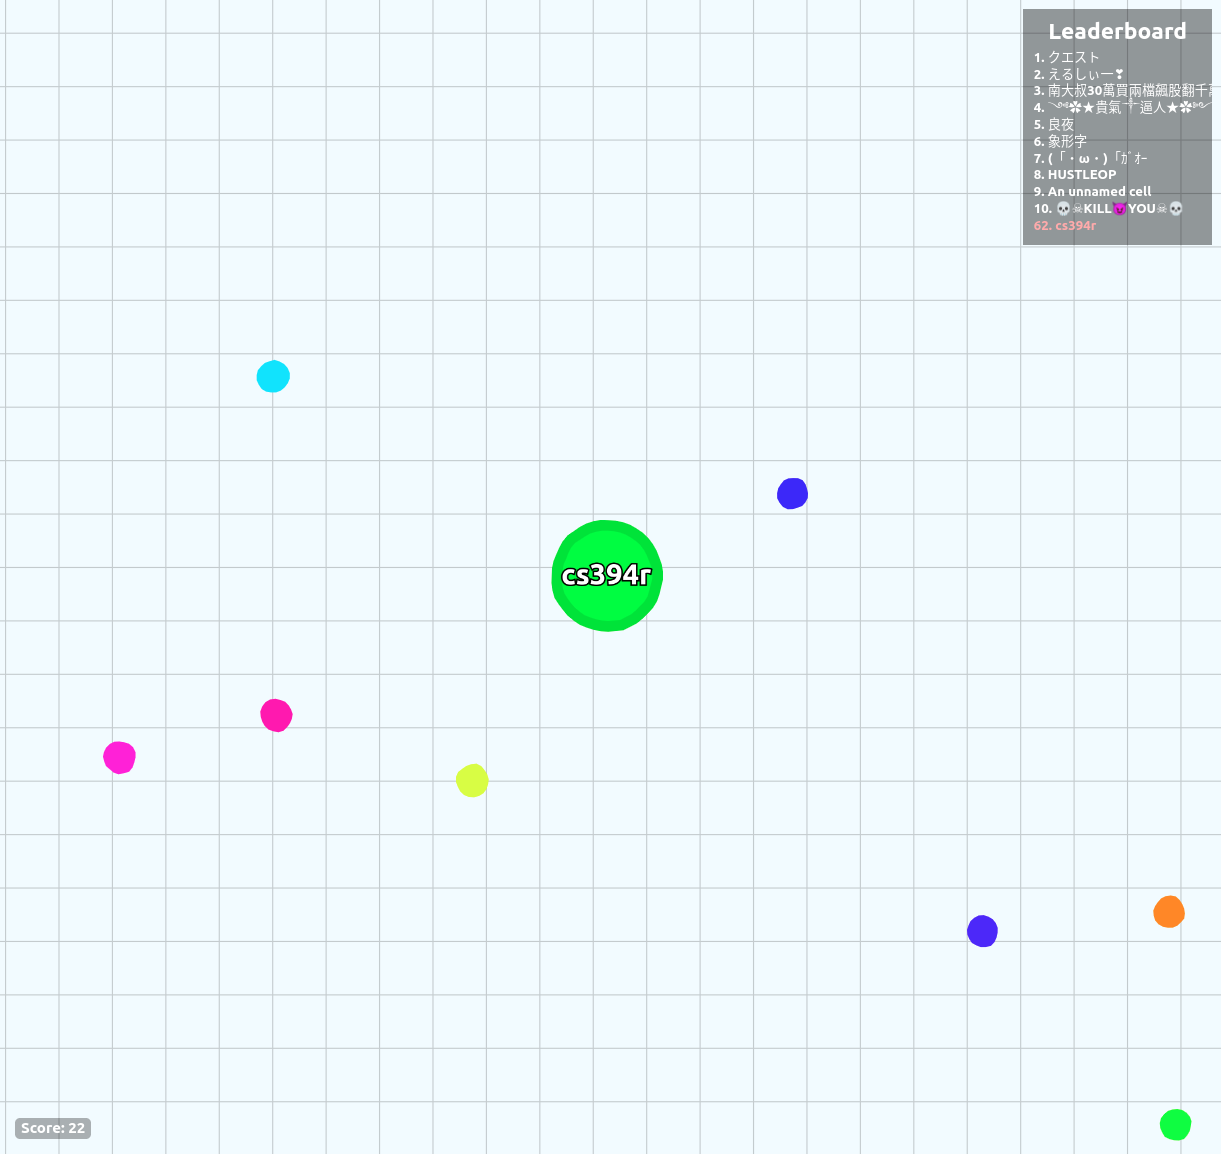 Leaderboard
1. クエスト
2. えるしぃー❣
3. 南大叔30萬買兩檔飆股翻千
4. ★貴氣逼人★
5. 良夜
6. 象形字
7. (「・ω・)「ｶﾞｵｰ
8. HUSTLEOP
9. An unnamed cell
10. 💀☠KILL😈YOU☠💀
62. cs394r
cs394r
Score: 22